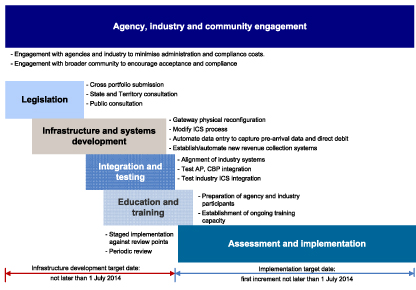 Agency, industry and community engagement
- Engagement with agencies and industry to minimise administration and compliance costs.
- Engagement with broader community to encourage acceptance and compliance
Legislation
- Cross portfolio submission
- State and Territory consultation
- Public consultation
Infrastructure and systems
development
- Gateway physical reconfiguration
- Modify ICS process
- Automate data entry to capture pre-arrival data and direct debit
- Establish/automate new revenue collection systems
Integration and
testing
- Alignment of industry systems
- Test AP, CBP integration
- Test industry ICS integration
Education and
training
- Preparation of agency and industry
participants
- Establishment of ongoing training
capacity
- Staged implementation
against review points
- Periodic review
Assessment and implementation
Infrastructure development target date:
not later than 1 July 2014
Implementation target date:
first increment not later than 1 July 2014